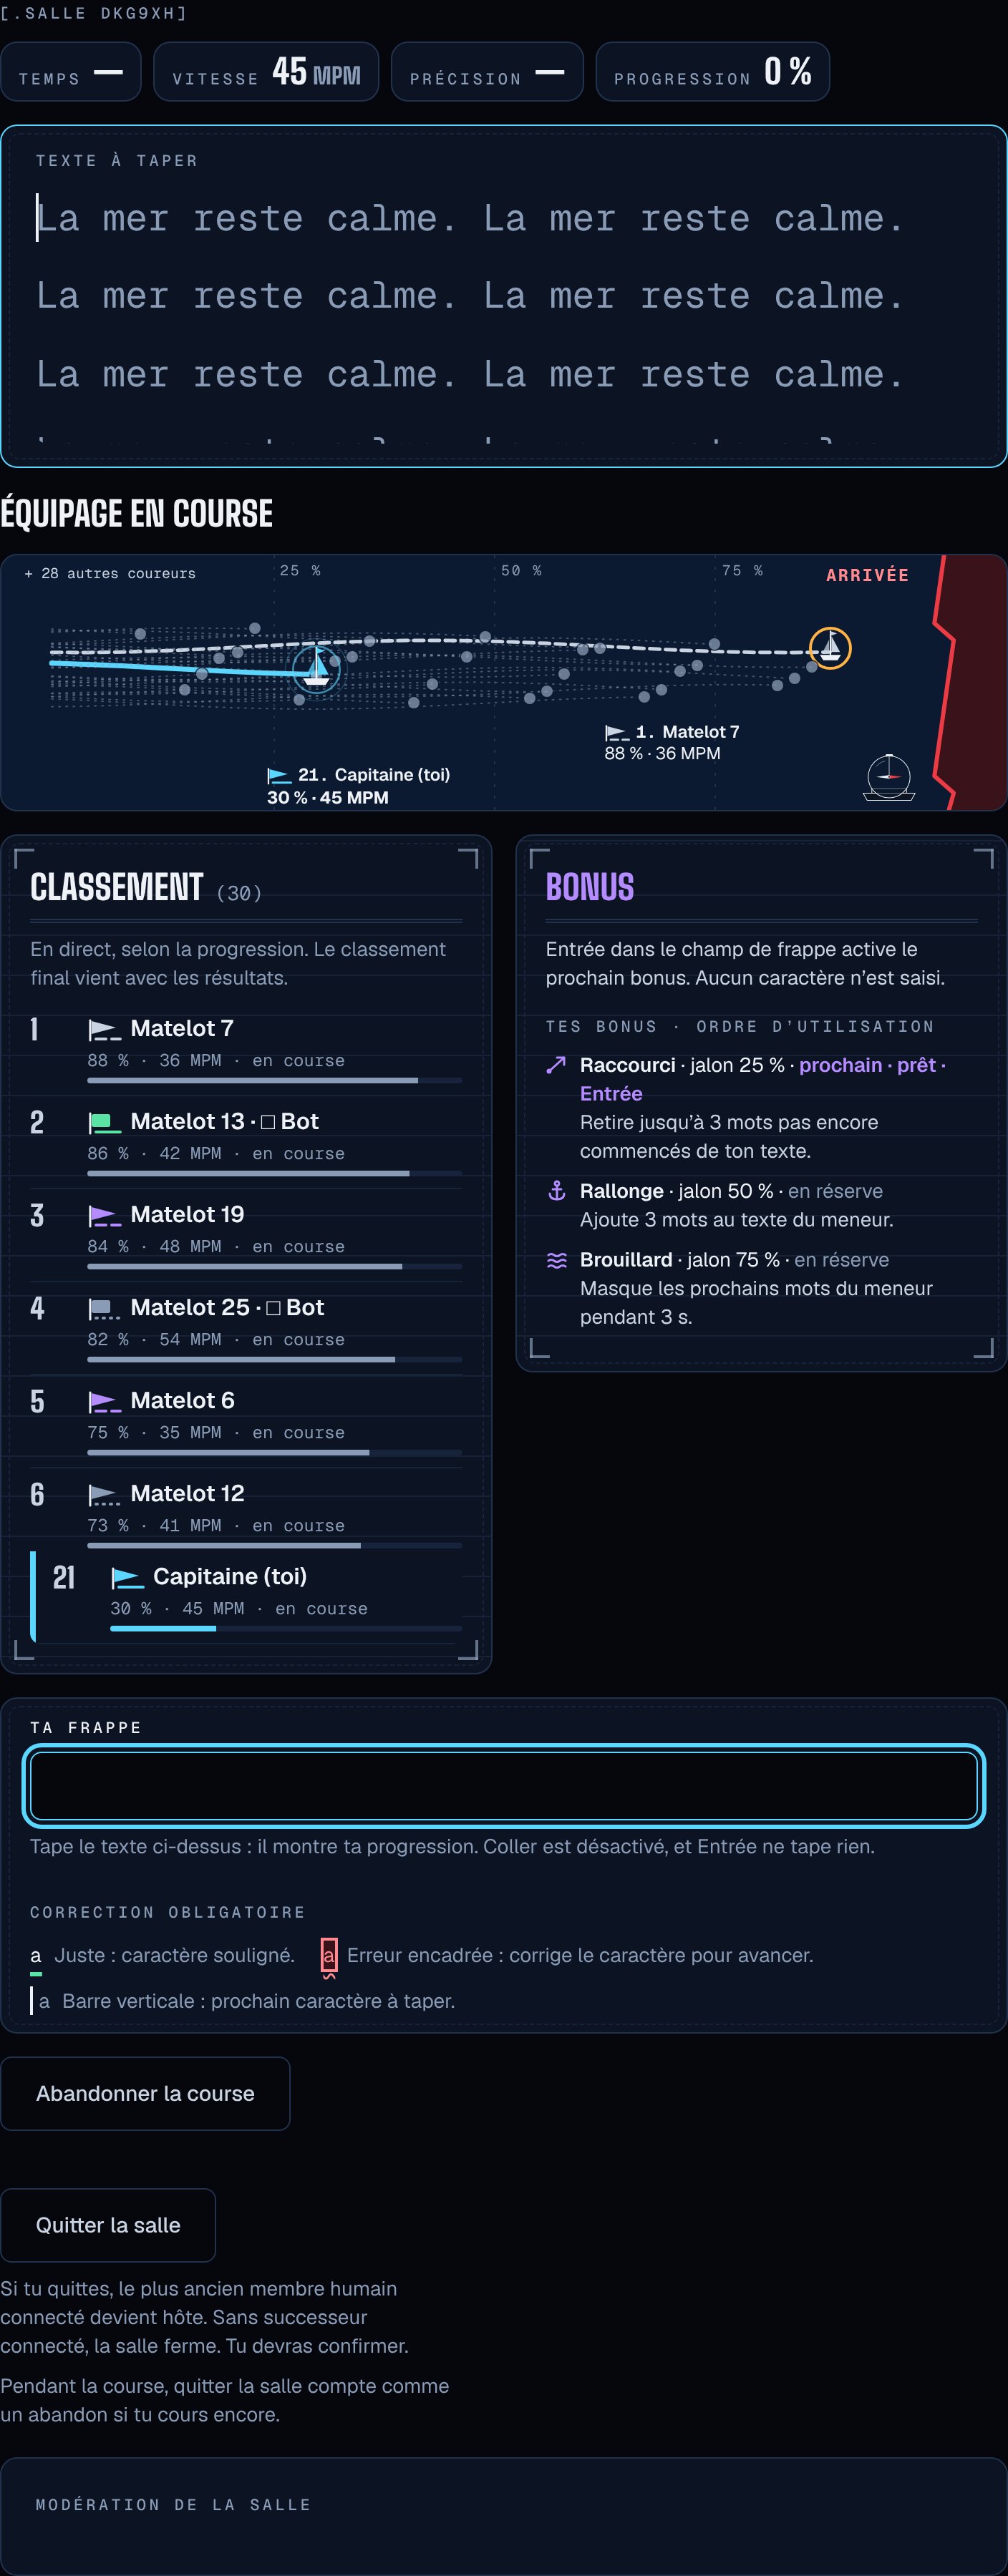 [.SALLE DKG9XH]
TEMPS —
VITESSE 45 MPM
PRÉCISION —
PROGRESSION 0 %
TEXTE À TAPER
La mer reste calme. La mer reste calme.
La mer reste calme. La mer reste calme.
La mer reste calme. La mer reste calme.
ÉQUIPAGE EN COURSE
+ 28 autres coureurs
25 %
50 %
75 %
ARRIVÉE
1. Matelot 7
88 % · 36 MPM
21. Capitaine (toi)
30 % · 45 MPM
CLASSEMENT (30)
En direct, selon la progression. Le classement
final vient avec les résultats.
1 Matelot 7
88 % · 36 MPM · en course
2 Matelot 13 · □ Bot
86 % · 42 MPM · en course
3 Matelot 19
84 % · 48 MPM · en course
4 Matelot 25 · □ Bot
82 % · 54 MPM · en course
5 Matelot 6
75 % · 35 MPM · en course
6 Matelot 12
73 % · 41 MPM · en course
21 Capitaine (toi)
30 % · 45 MPM · en course
BONUS
Entrée dans le champ de frappe active le
prochain bonus. Aucun caractère n’est saisi.
TES BONUS · ORDRE D’UTILISATION
Raccourci · jalon 25 % · prochain · prêt ·
Entrée
Retire jusqu’à 3 mots pas encore
commencés de ton texte.
Rallonge · jalon 50 % · en réserve
Ajoute 3 mots au texte du meneur.
Brouillard · jalon 75 % · en réserve
Masque les prochains mots du meneur
pendant 3 s.
TA FRAPPE
Tape le texte ci-dessus : il montre ta progression. Coller est désactivé, et Entrée ne tape rien.
CORRECTION OBLIGATOIRE
a Juste : caractère souligné. a Erreur encadrée : corrige le caractère pour avancer.
a Barre verticale : prochain caractère à taper.
Abandonner la course
Quitter la salle
Si tu quittes, le plus ancien membre humain
connecté devient hôte. Sans successeur
connecté, la salle ferme. Tu devras confirmer.
Pendant la course, quitter la salle compte comme
un abandon si tu cours encore.
MODÉRATION DE LA SALLE